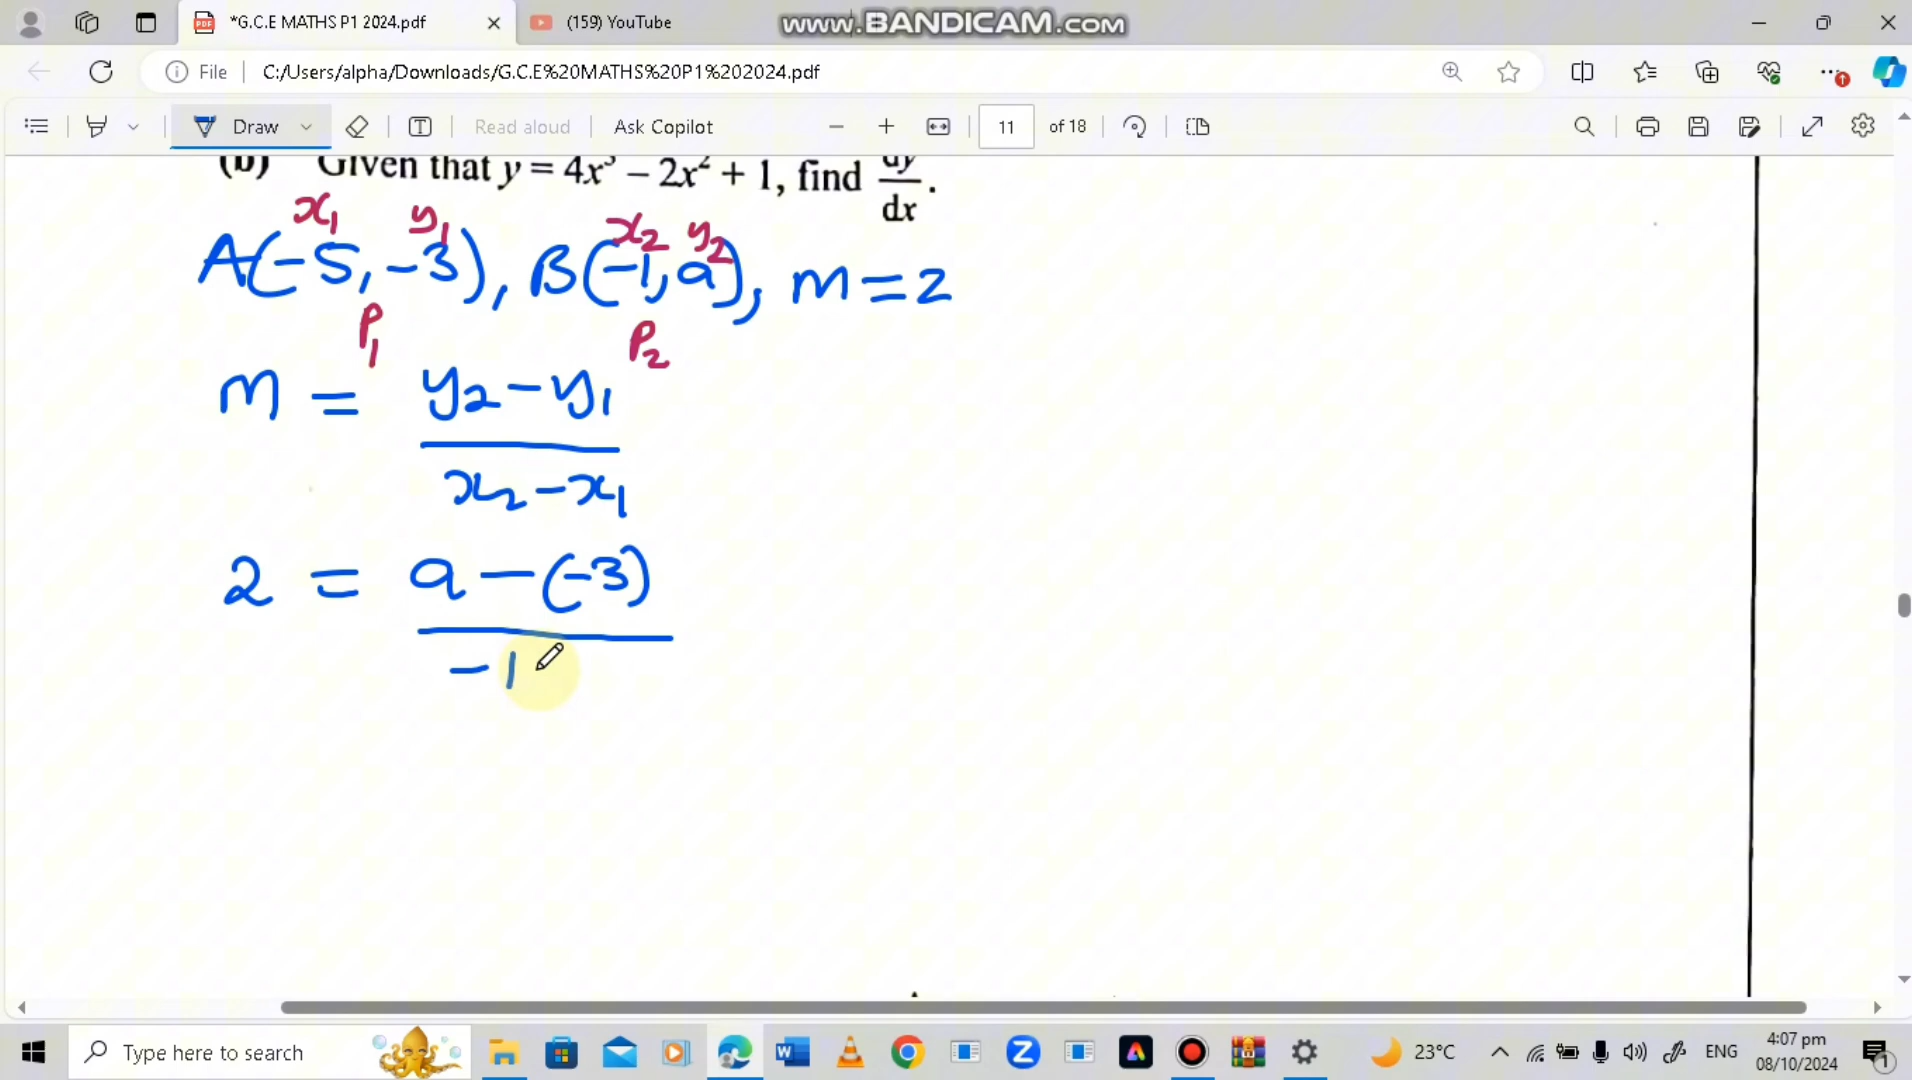 *G.C.E MATHS P1 2024.pdf
(159) YouTube
www.BANDICAM.com
File
C:/Users/alpha/Downloads/G.C.E%20MATHS%20P1%202024.pdf
Draw
Read aloud
Ask Copilot
11
of 18
(b) Given that y = 4x³ − 2x² + 1, find dy/dx.
x₁ y₁ x₂ y₂
A(−5, −3), B(−1, a), m = 2
P₁ P₂
m = y₂ − y₁
x₂ − x₁
2 = a − (−3)
−1
Type here to search
23°C
ENG
4:07 pm
08/10/2024
1